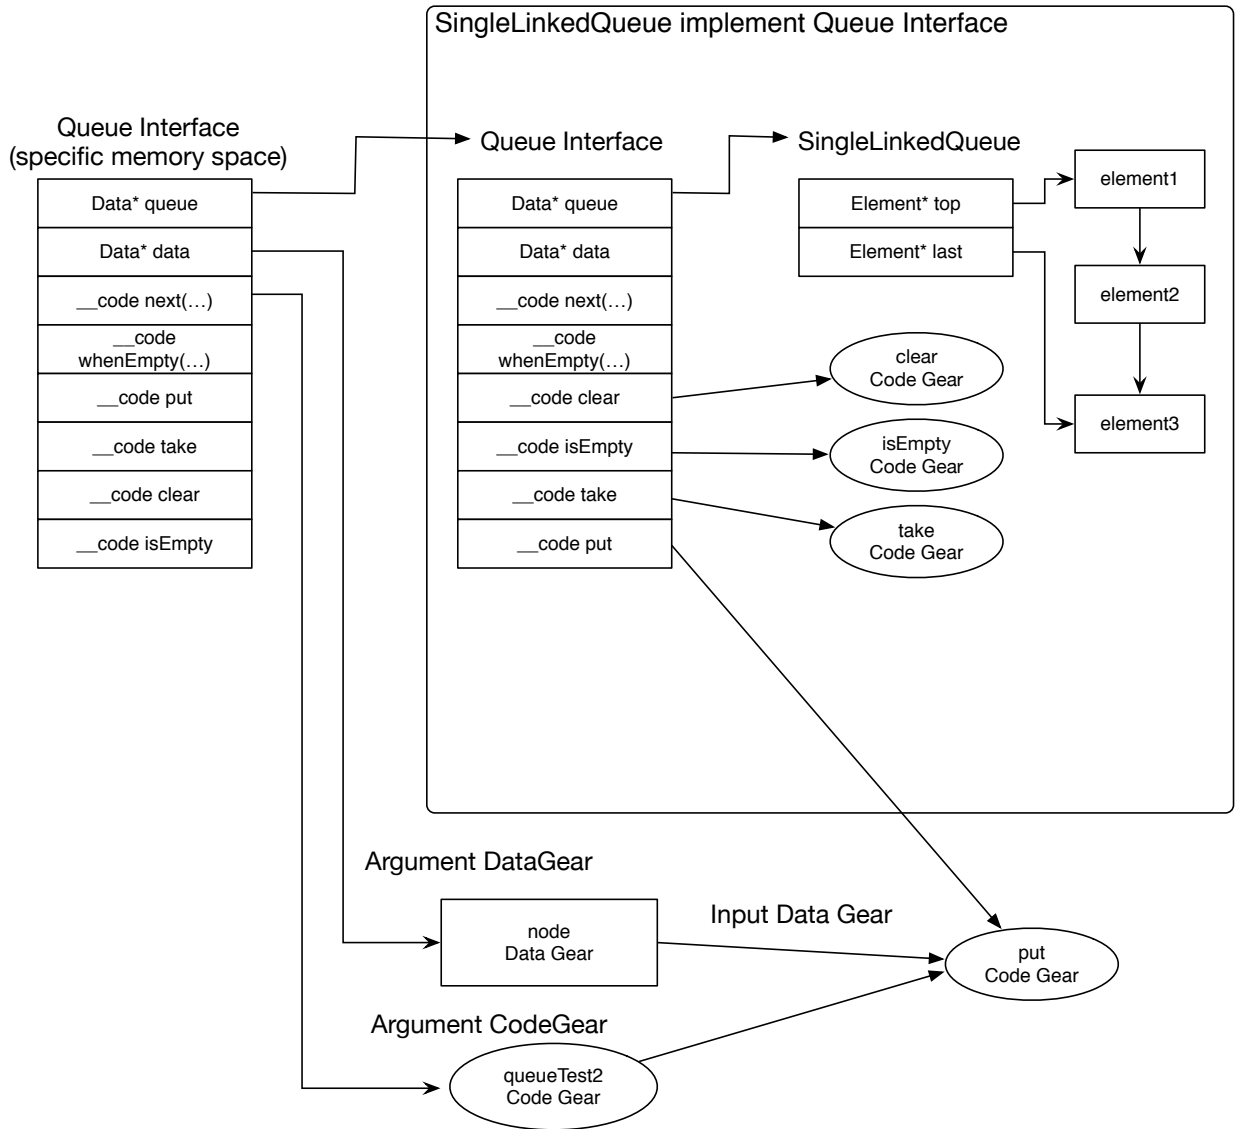 SingleLinkedQueue implement Queue Interface
Queue Interface
(specific memory space)
Data* queue
Data* data
__code next(…)
__code
whenEmpty(…)
__code put
__code take
__code clear
__code isEmpty
Queue Interface
Data* queue
Data* data
__code next(…)
__code
whenEmpty(…)
__code clear
__code isEmpty
__code take
__code put
SingleLinkedQueue
Element* top
Element* last
element1
element2
element3
clear
Code Gear
isEmpty
Code Gear
take
Code Gear
Argument DataGear
node
Data Gear
Input Data Gear
put
Code Gear
Argument CodeGear
queueTest2
Code Gear